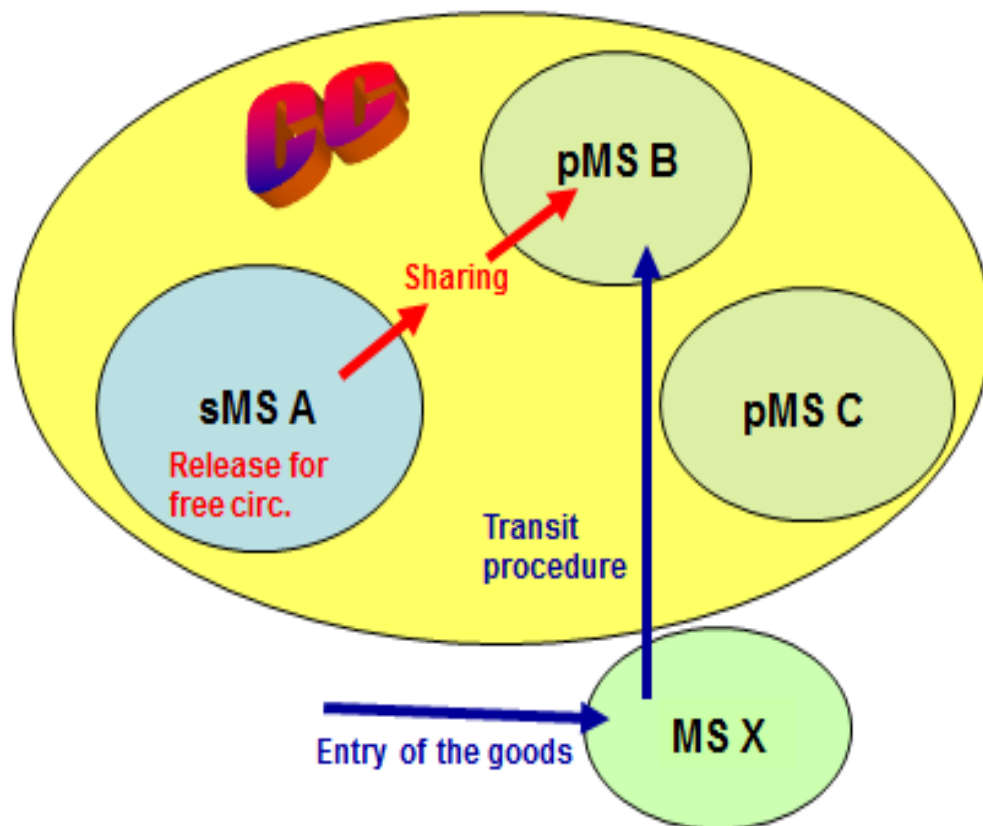 CC
pMS B
Sharing
sMS A
Release for
free circ.
pMS C
Transit
procedure
Entry of the goods
MS X